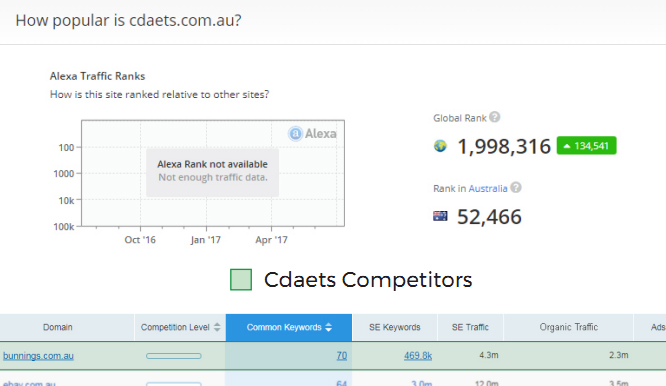 How popular is cdaets.com.au?
Alexa Traffic Ranks
How is this site ranked relative to other sites?
Alexa
100
1000
10k
100k
Alexa Rank not available
Not enough traffic data.
Oct '16 Jan '17 Apr '17
Global Rank
1,998,316 134,541
Rank in Australia
52,466
Cdaets Competitors
Domain Competition Level Common Keywords SE Keywords SE Traffic Organic Traffic Ads
bunnings.com.au 70 469.8k 4.3m 2.3m
ebay.com.au 64 3.0m 12.0m 3.5m